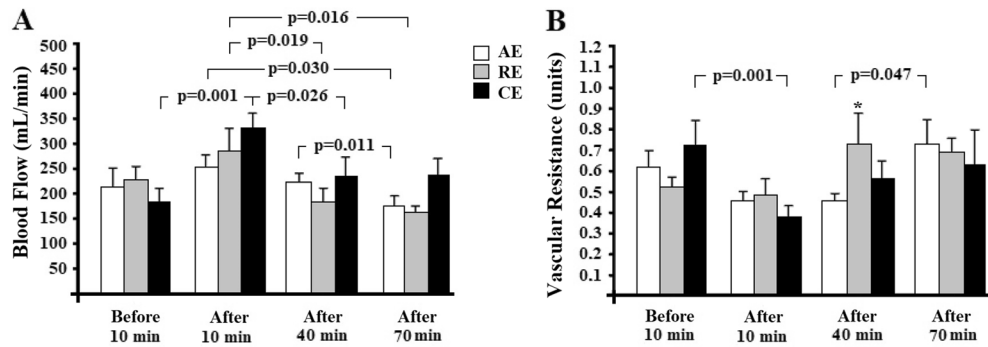 A
p=0.016
p=0.019
p=0.030
p=0.001
p=0.026
p=0.011
Blood Flow (mL/min)
500
450
400
350
300
250
200
150
100
50
Before
10 min
After
10 min
After
40 min
After
70 min
AE
RE
CE
B
p=0.001
p=0.047
*
Vascular Resistance (units)
1.2
1.1
1.0
0.9
0.8
0.7
0.6
0.5
0.4
0.3
0.2
0.1
Before
10 min
After
10 min
After
40 min
After
70 min